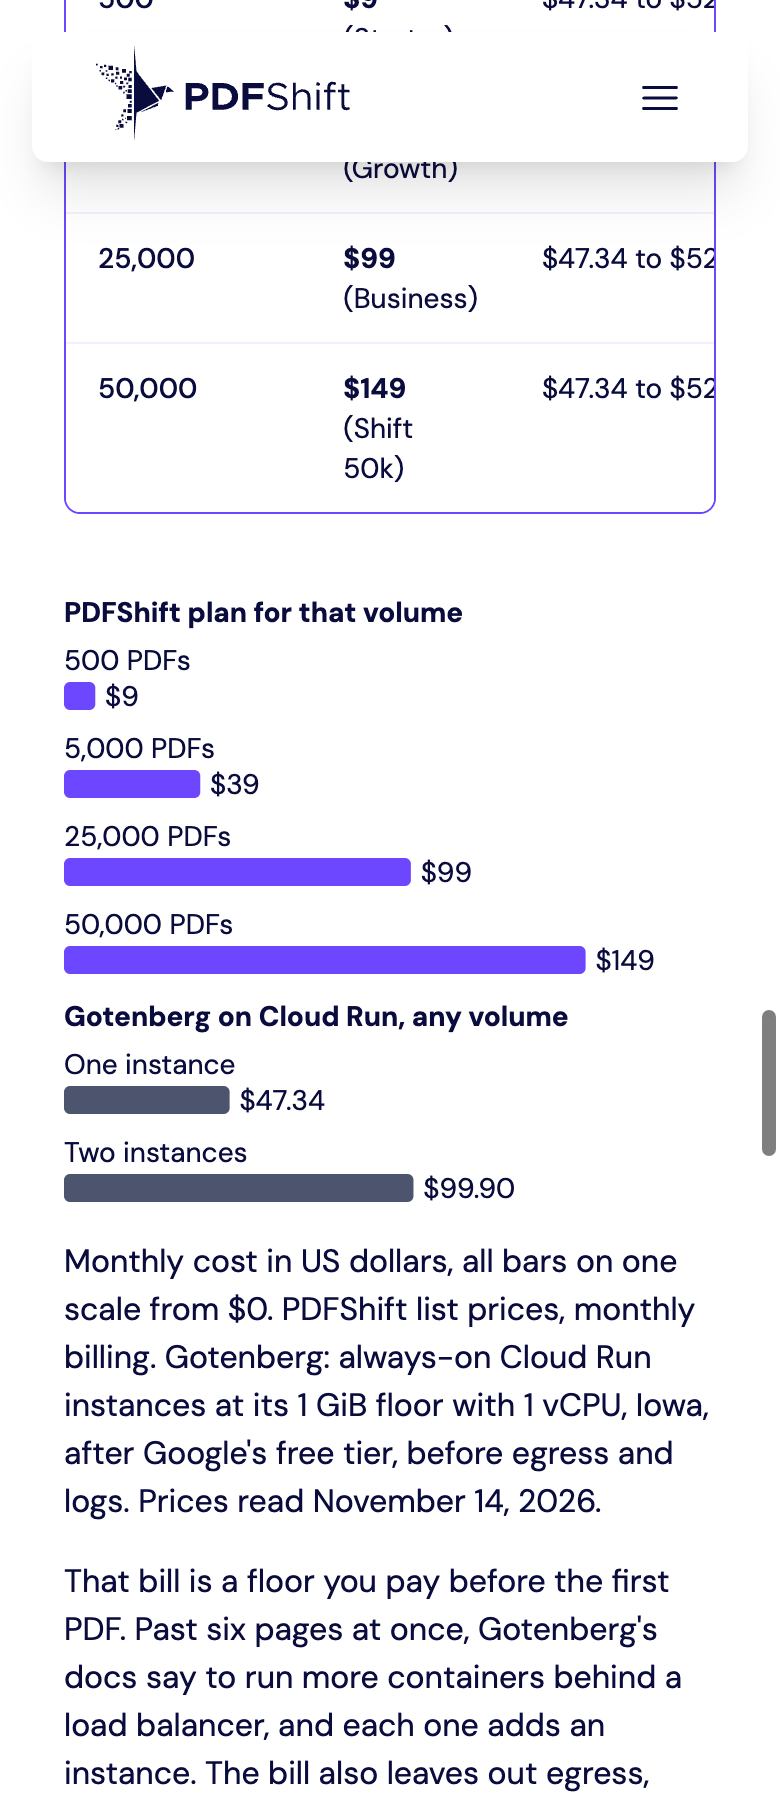 500 $9 $47.34 to $52
PDFShift
(Growth)
25,000 $99 $47.34 to $52
(Business)
50,000 $149 $47.34 to $52
(Shift
50k)
PDFShift plan for that volume
500 PDFs
$9
5,000 PDFs
$39
25,000 PDFs
$99
50,000 PDFs
$149
Gotenberg on Cloud Run, any volume
One instance
$47.34
Two instances
$99.90
Monthly cost in US dollars, all bars on one
scale from $0. PDFShift list prices, monthly
billing. Gotenberg: always-on Cloud Run
instances at its 1 GiB floor with 1 vCPU, Iowa,
after Google's free tier, before egress and
logs. Prices read November 14, 2026.
That bill is a floor you pay before the first
PDF. Past six pages at once, Gotenberg's
docs say to run more containers behind a
load balancer, and each one adds an
instance. The bill also leaves out egress,